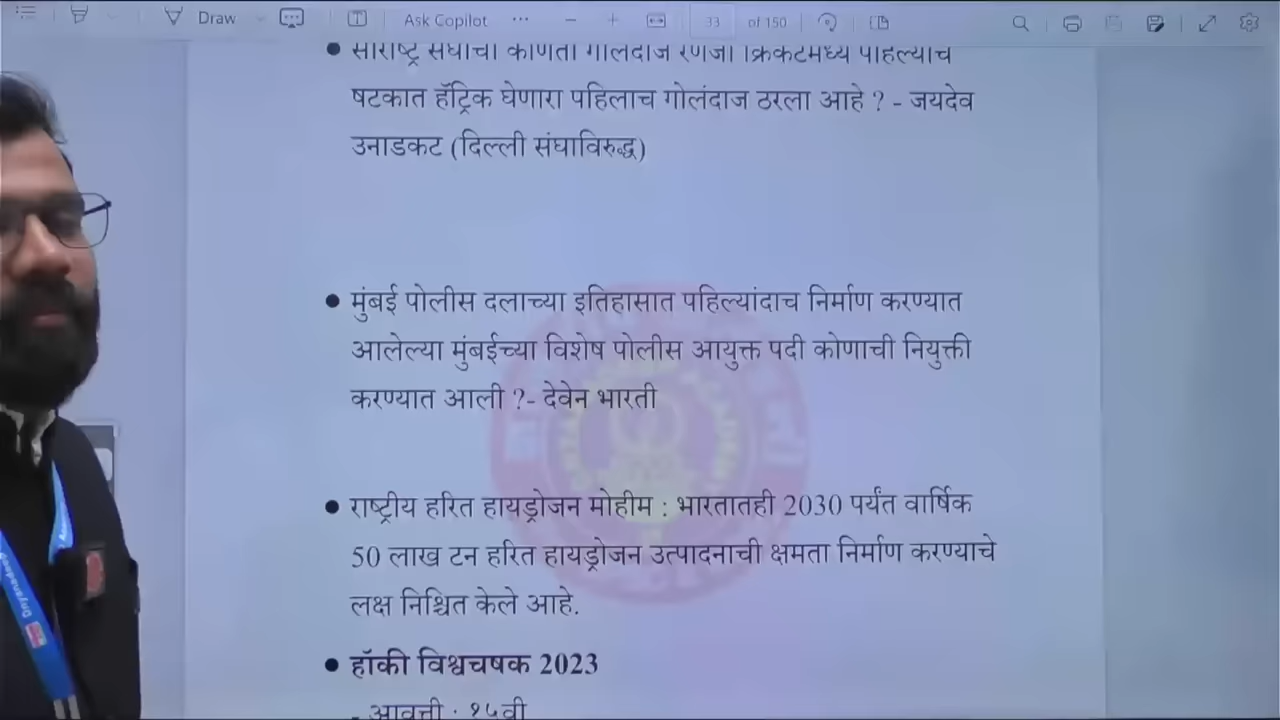 Draw
Ask Copilot
33 of 150
सौराष्ट्र संघाचा कोणता गोलंदाज रणजी क्रिकेटमध्ये पहिल्याच
षटकात हॅट्रिक घेणारा पहिलाच गोलंदाज ठरला आहे ? - जयदेव
उनाडकट (दिल्ली संघाविरुद्ध)
मुंबई पोलीस दलाच्या इतिहासात पहिल्यांदाच निर्माण करण्यात
आलेल्या मुंबईच्या विशेष पोलीस आयुक्त पदी कोणाची नियुक्ती
करण्यात आली ?- देवेन भारती
राष्ट्रीय हरित हायड्रोजन मोहीम : भारतातही 2030 पर्यंत वार्षिक
50 लाख टन हरित हायड्रोजन उत्पादनाची क्षमता निर्माण करण्याचे
लक्ष निश्चित केले आहे.
हॉकी विश्वचषक 2023
- आवृत्ती : १५वी